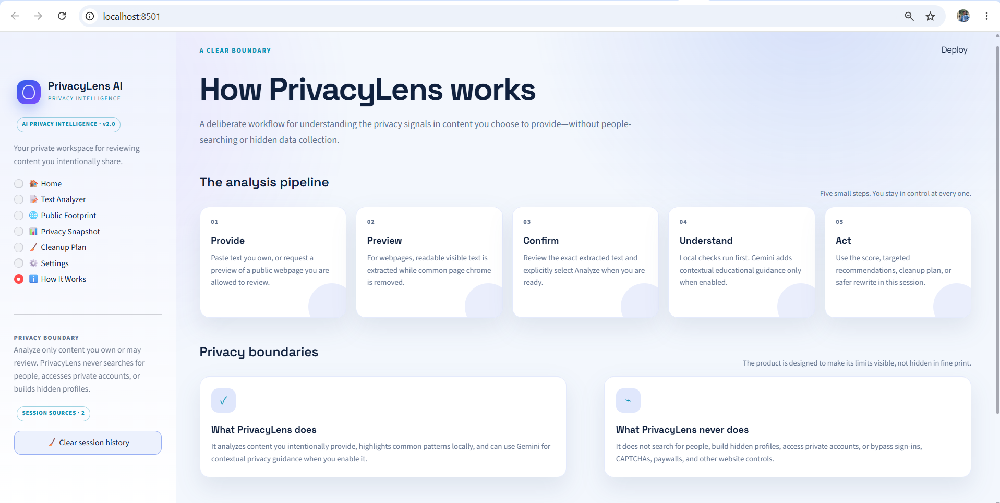 localhost:8501
PrivacyLens AI
PRIVACY INTELLIGENCE
AI PRIVACY INTELLIGENCE · v2.0
Your private workspace for reviewing
content you intentionally share.
Home
Text Analyzer
Public Footprint
Privacy Snapshot
Cleanup Plan
Settings
How It Works
PRIVACY BOUNDARY
Analyze only content you own or may
review. PrivacyLens never searches for
people, accesses private accounts, or
builds hidden profiles.
SESSION SOURCES · 2
Clear session history
Deploy
A CLEAR BOUNDARY
How PrivacyLens works
A deliberate workflow for understanding the privacy signals in content you choose to provide—without people-
searching or hidden data collection.
The analysis pipeline
Five small steps. You stay in control at every one.
01
Provide
Paste text you own, or request a
preview of a public webpage you are
allowed to review.
02
Preview
For webpages, readable visible text is
extracted while common page chrome
is removed.
03
Confirm
Review the exact extracted text and
explicitly select Analyze when you are
ready.
04
Understand
Local checks run first. Gemini adds
contextual educational guidance only
when enabled.
05
Act
Use the score, targeted
recommendations, cleanup plan, or
safer rewrite in this session.
Privacy boundaries
The product is designed to make its limits visible, not hidden in fine print.
What PrivacyLens does
It analyzes content you intentionally provide, highlights common patterns locally, and can use Gemini for
contextual privacy guidance when you enable it.
What PrivacyLens never does
It does not search for people, build hidden profiles, access private accounts, or bypass sign-ins,
CAPTCHAs, paywalls, and other website controls.